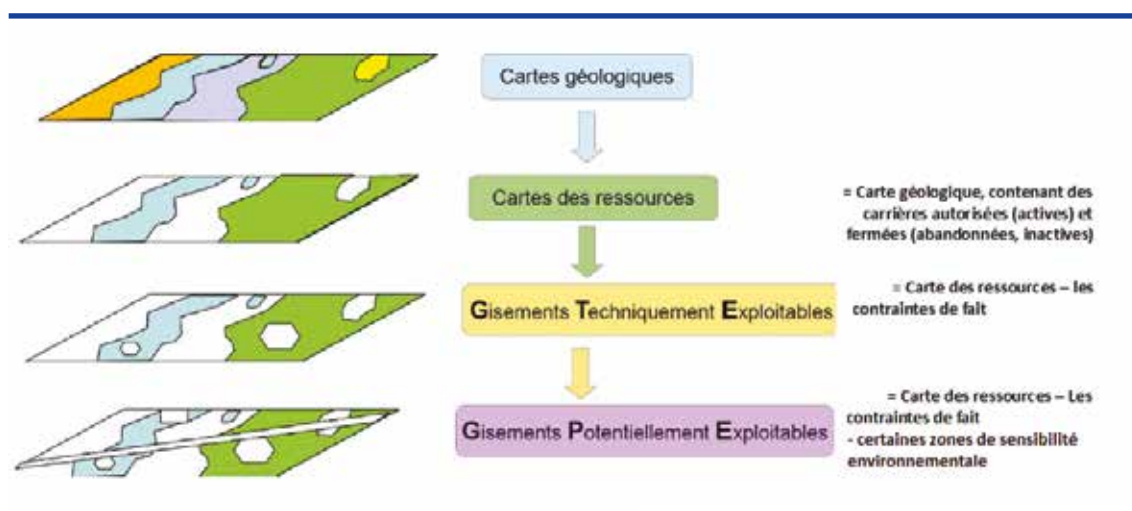 Cartes géologiques
Cartes des ressources
= Carte géologique, contenant des
carrières autorisées (actives) et
fermées (abandonnées, inactives)
Gisements Techniquement Exploitables
= Carte des ressources – les
contraintes de fait
Gisements Potentiellement Exploitables
= Carte des ressources – Les
contraintes de fait
- certaines zones de sensibilité
environnementale